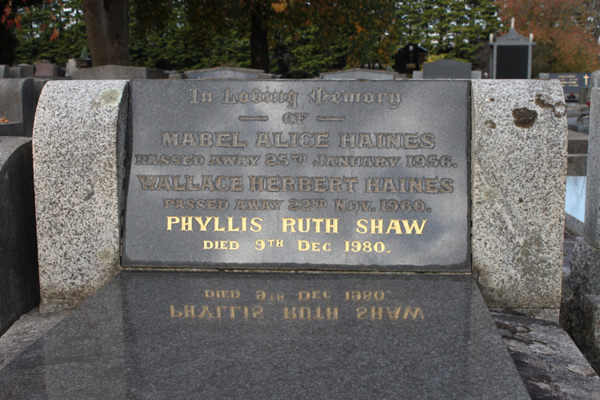 In Loving Memory
— OF —
MABEL ALICE HAINES
PASSED AWAY 25TH JANUARY 1956.
WALLACE HERBERT HAINES
PASSED AWAY 22ND NOV. 1960.
PHYLLIS RUTH SHAW
DIED 9TH DEC 1980.